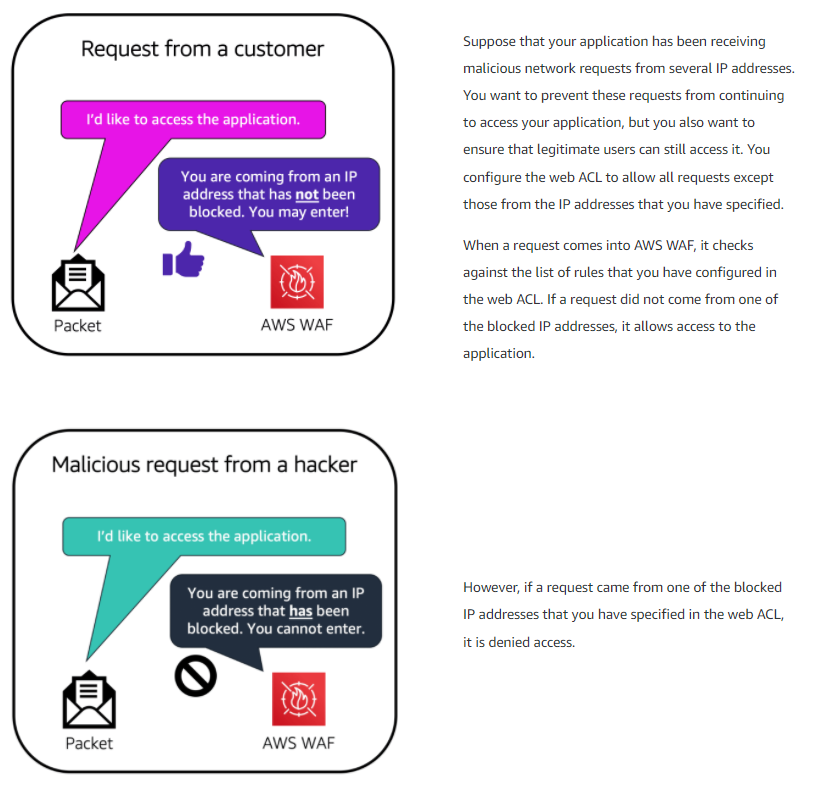 Request from a customer
I'd like to access the application.
You are coming from an IP
address that has not been
blocked. You may enter!
Packet
AWS WAF
Suppose that your application has been receiving
malicious network requests from several IP addresses.
You want to prevent these requests from continuing
to access your application, but you also want to
ensure that legitimate users can still access it. You
configure the web ACL to allow all requests except
those from the IP addresses that you have specified.
When a request comes into AWS WAF, it checks
against the list of rules that you have configured in
the web ACL. If a request did not come from one of
the blocked IP addresses, it allows access to the
application.
Malicious request from a hacker
I'd like to access the application.
You are coming from an IP
address that has been
blocked. You cannot enter.
Packet
AWS WAF
However, if a request came from one of the blocked
IP addresses that you have specified in the web ACL,
it is denied access.